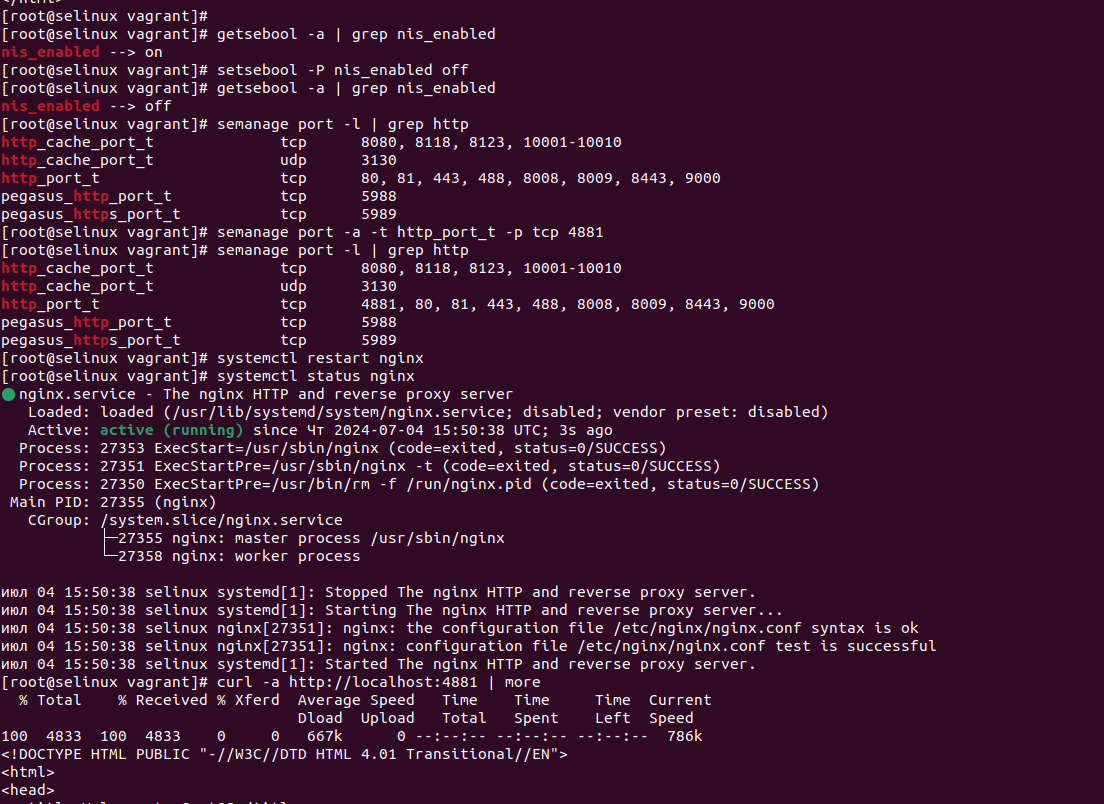 [root@selinux vagrant]#
[root@selinux vagrant]# getsebool -a | grep nis_enabled
nis_enabled --> on
[root@selinux vagrant]# setsebool -P nis_enabled off
[root@selinux vagrant]# getsebool -a | grep nis_enabled
nis_enabled --> off
[root@selinux vagrant]# semanage port -l | grep http
http_cache_port_t              tcp      8080, 8118, 8123, 10001-10010
http_cache_port_t              udp      3130
http_port_t                    tcp      80, 81, 443, 488, 8008, 8009, 8443, 9000
pegasus_http_port_t            tcp      5988
pegasus_https_port_t           tcp      5989
[root@selinux vagrant]# semanage port -a -t http_port_t -p tcp 4881
[root@selinux vagrant]# semanage port -l | grep http
http_cache_port_t              tcp      8080, 8118, 8123, 10001-10010
http_cache_port_t              udp      3130
http_port_t                    tcp      4881, 80, 81, 443, 488, 8008, 8009, 8443, 9000
pegasus_http_port_t            tcp      5988
pegasus_https_port_t           tcp      5989
[root@selinux vagrant]# systemctl restart nginx
[root@selinux vagrant]# systemctl status nginx
● nginx.service - The nginx HTTP and reverse proxy server
   Loaded: loaded (/usr/lib/systemd/system/nginx.service; disabled; vendor preset: disabled)
   Active: active (running) since Чт 2024-07-04 15:50:38 UTC; 3s ago
  Process: 27353 ExecStart=/usr/sbin/nginx (code=exited, status=0/SUCCESS)
  Process: 27351 ExecStartPre=/usr/sbin/nginx -t (code=exited, status=0/SUCCESS)
  Process: 27350 ExecStartPre=/usr/bin/rm -f /run/nginx.pid (code=exited, status=0/SUCCESS)
 Main PID: 27355 (nginx)
   CGroup: /system.slice/nginx.service
           ├─27355 nginx: master process /usr/sbin/nginx
           └─27358 nginx: worker process
июл 04 15:50:38 selinux systemd[1]: Stopped The nginx HTTP and reverse proxy server.
июл 04 15:50:38 selinux systemd[1]: Starting The nginx HTTP and reverse proxy server...
июл 04 15:50:38 selinux nginx[27351]: nginx: the configuration file /etc/nginx/nginx.conf syntax is ok
июл 04 15:50:38 selinux nginx[27351]: nginx: configuration file /etc/nginx/nginx.conf test is successful
июл 04 15:50:38 selinux systemd[1]: Started The nginx HTTP and reverse proxy server.
[root@selinux vagrant]# curl -a http://localhost:4881 | more
  % Total    % Received % Xferd  Average Speed   Time    Time     Time  Current
                                 Dload  Upload   Total   Spent    Left  Speed
100  4833  100  4833    0     0   667k      0 --:--:-- --:--:-- --:--:--  786k
<!DOCTYPE HTML PUBLIC "-//W3C//DTD HTML 4.01 Transitional//EN">
<html>
<head>